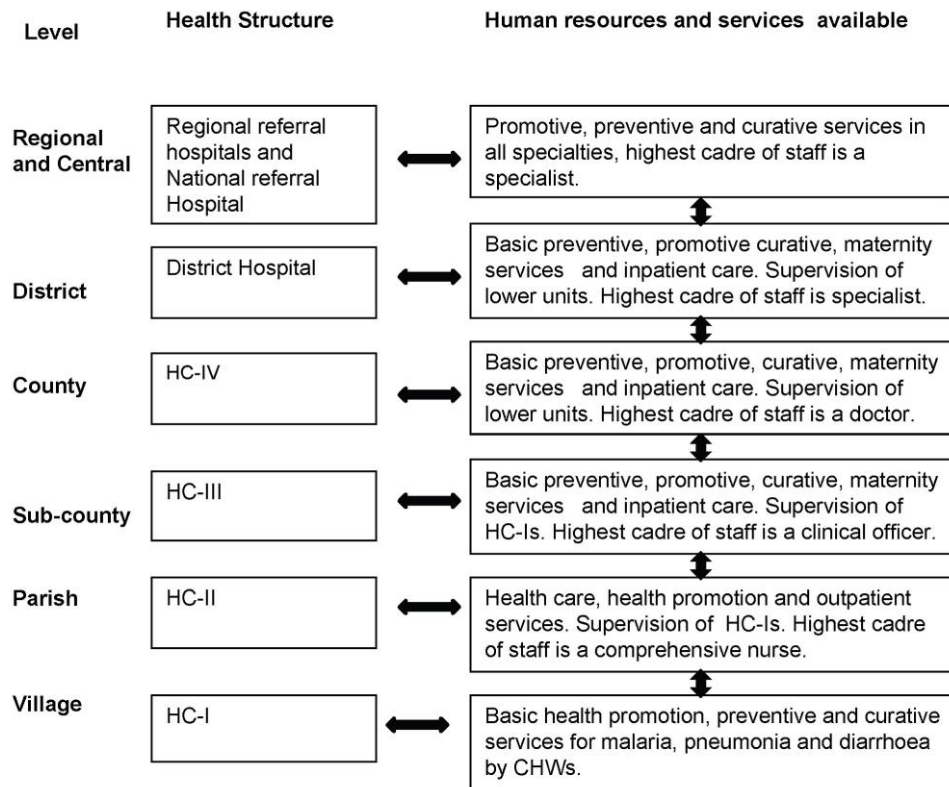 Level
Health Structure
Human resources and services available
Regional
and Central
Regional referral
hospitals and
National referral
Hospital
Promotive, preventive and curative services in
all specialties, highest cadre of staff is a
specialist.
District
District Hospital
Basic preventive, promotive curative, maternity
services and inpatient care. Supervision of
lower units. Highest cadre of staff is specialist.
County
HC-IV
Basic preventive, promotive, curative, maternity
services and inpatient care. Supervision of
lower units. Highest cadre of staff is a doctor.
Sub-county
HC-III
Basic preventive, promotive, curative, maternity
services and inpatient care. Supervision of
HC-Is. Highest cadre of staff is a clinical officer.
Parish
HC-II
Health care, health promotion and outpatient
services. Supervision of HC-Is. Highest cadre
of staff is a comprehensive nurse.
Village
HC-I
Basic health promotion, preventive and curative
services for malaria, pneumonia and diarrhoea
by CHWs.